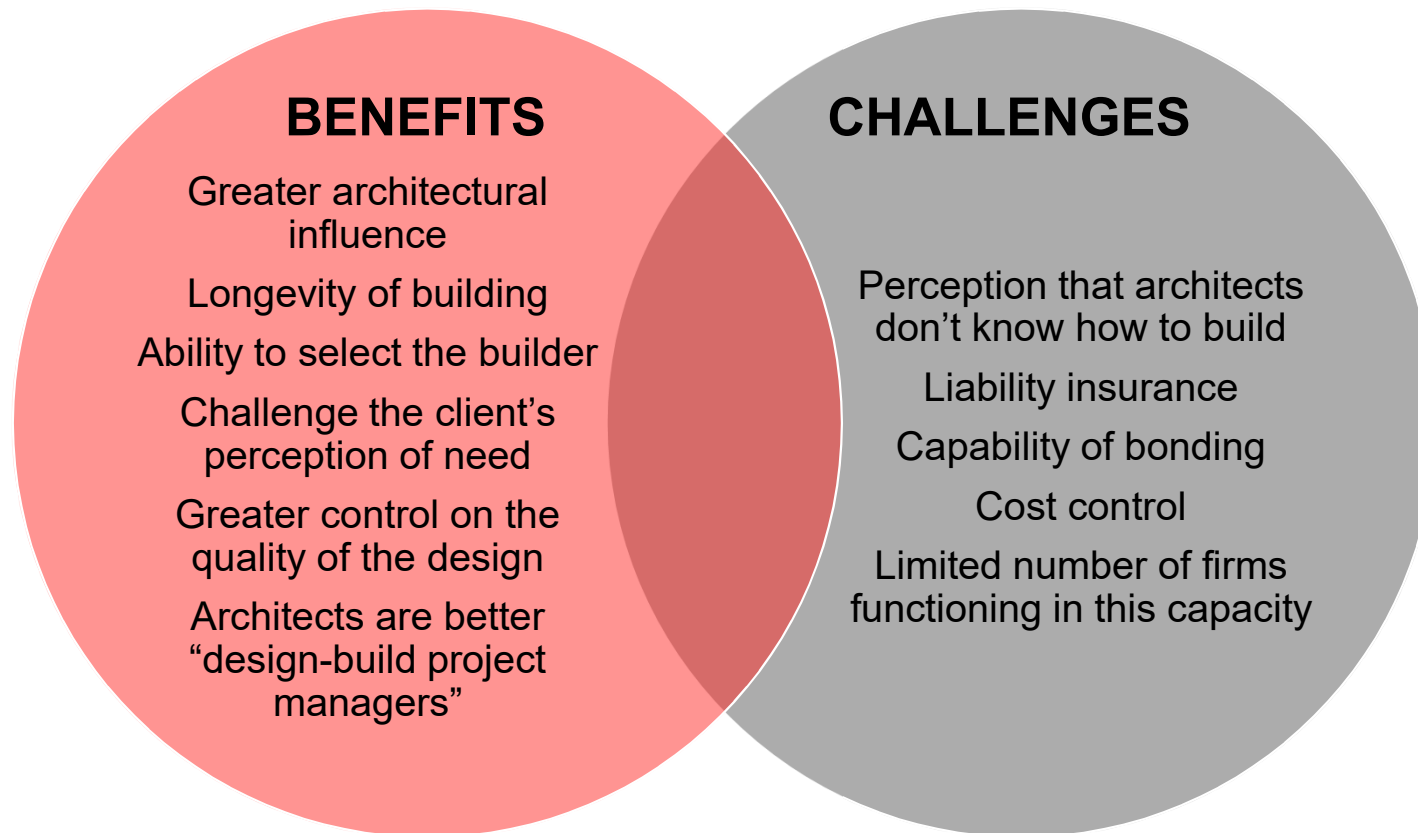 BENEFITS
Greater architectural
influence
Longevity of building
Ability to select the builder
Challenge the client’s
perception of need
Greater control on the
quality of the design
Architects are better
“design-build project
managers”
CHALLENGES
Perception that architects
don’t know how to build
Liability insurance
Capability of bonding
Cost control
Limited number of firms
functioning in this capacity